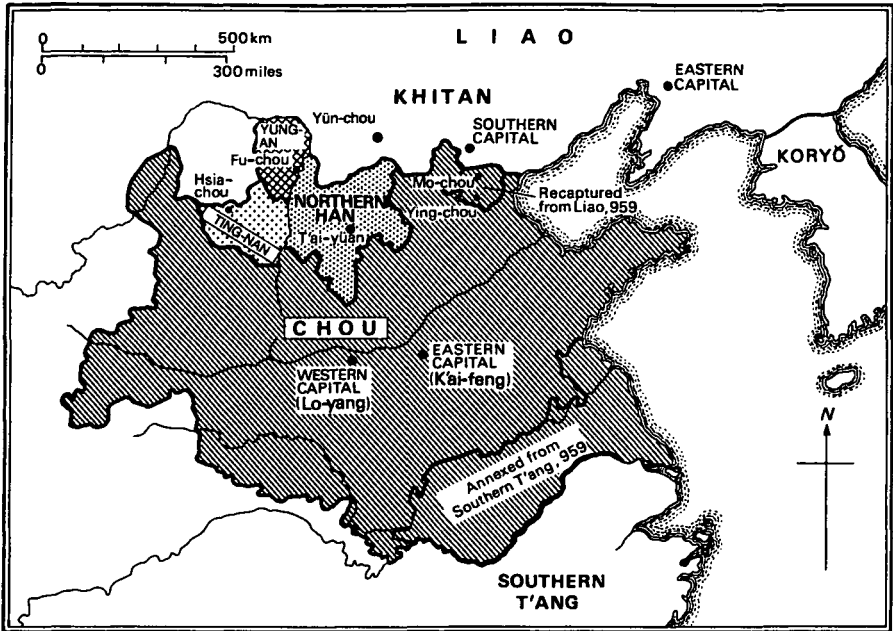 0 500 km
0 300 miles
L I A O
KHITAN
EASTERN
CAPITAL
Yün-chou
SOUTHERN
CAPITAL
YUNG-
AN
Fu-chou
KORYŎ
Hsia-
chou
Mo-chou
Recaptured
from Liao, 959
NORTHERN
HAN
Ying-chou
TING-NAN
T'ai-yüan
CHOU
WESTERN
CAPITAL
(Lo-yang)
EASTERN
CAPITAL
(K'ai-feng)
N
Annexed from
Southern T'ang, 959
SOUTHERN
T'ANG